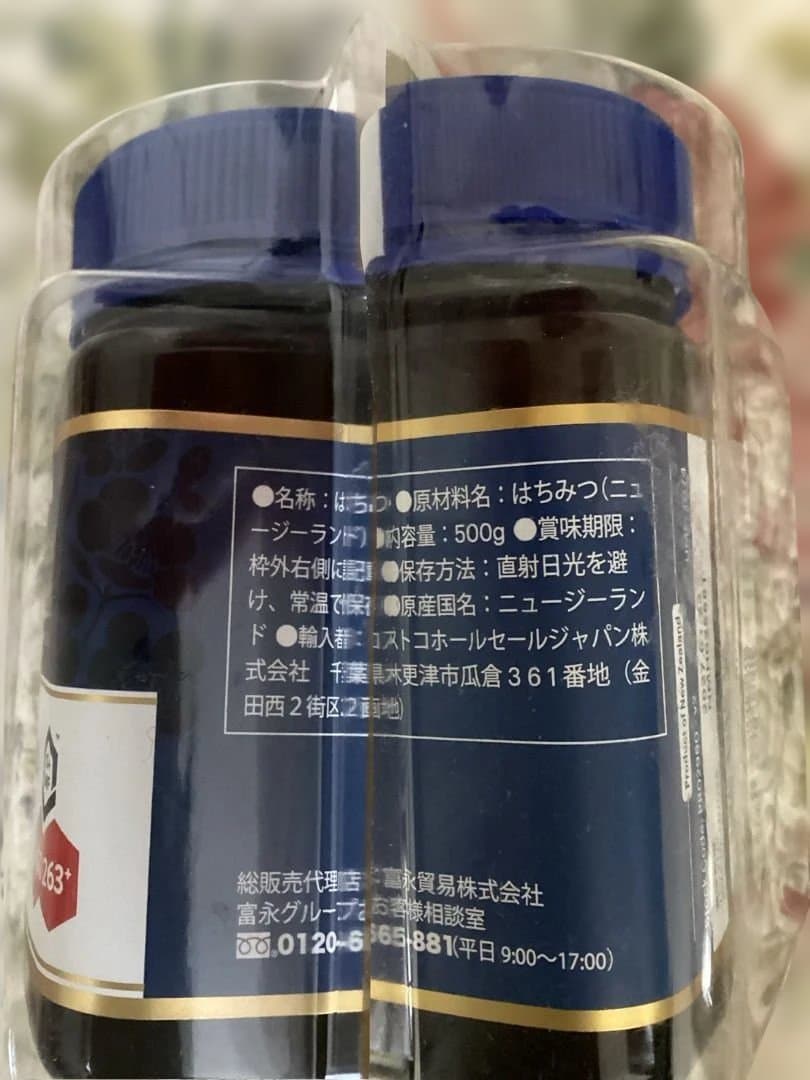 ●名称：はちみつ ●原材料名：はちみつ（ニュ
ージーランド） ●内容量：500g ●賞味期限：
枠外右側に記載 ●保存方法：直射日光を避
け、常温で保存 ●原産国名：ニュージーラン
ド ●輸入者：コストコホールセールジャパン株
式会社 千葉県木更津市瓜倉361番地（金
田西2街区2画地）
総販売代理店：富永貿易株式会社
富永グループお客様相談室
0120-6665-881(平日 9:00〜17:00)
263+
Product of New Zealand